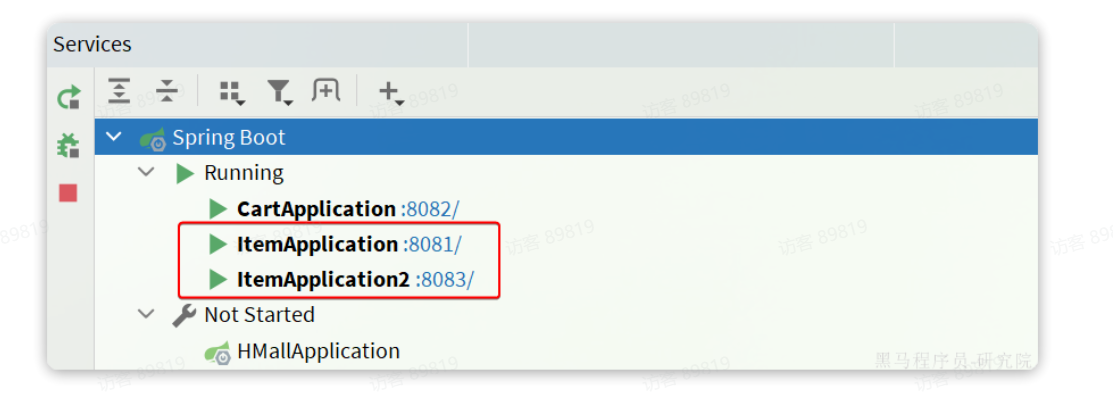 Services
Spring Boot
Running
CartApplication :8082/
ItemApplication :8081/
ItemApplication2 :8083/
Not Started
HMallApplication
黑马程序员-研究院
访客 89819